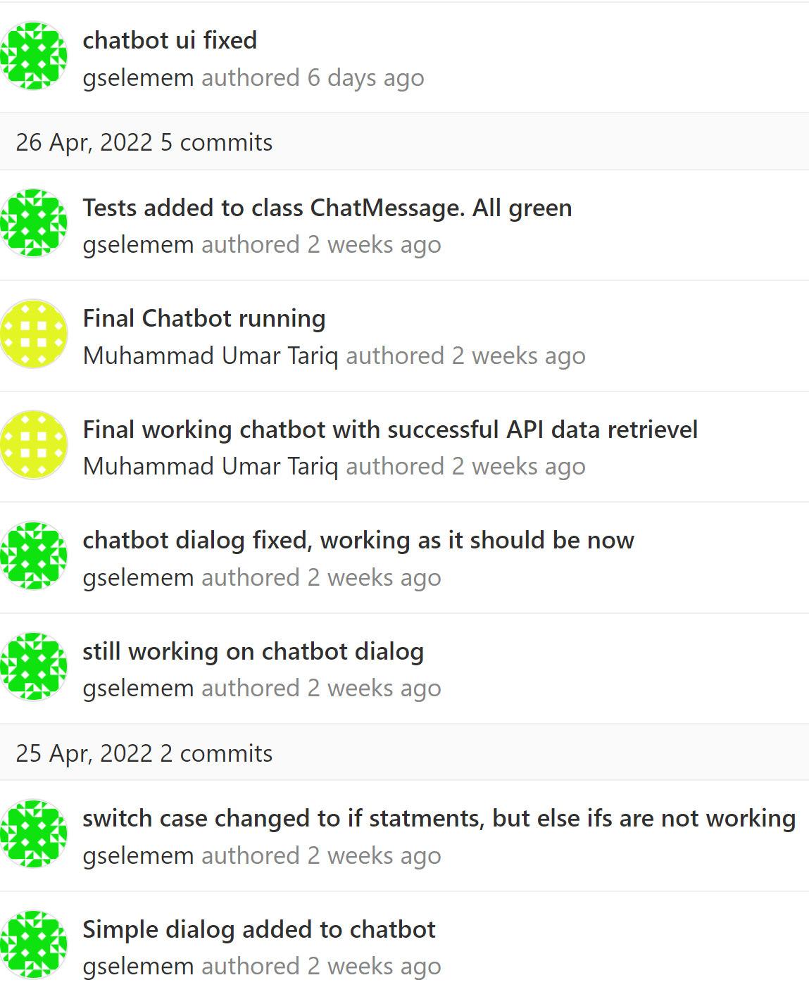 chatbot ui fixed
gselemem authored 6 days ago
26 Apr, 2022 5 commits
Tests added to class ChatMessage. All green
gselemem authored 2 weeks ago
Final Chatbot running
Muhammad Umar Tariq authored 2 weeks ago
Final working chatbot with successful API data retrievel
Muhammad Umar Tariq authored 2 weeks ago
chatbot dialog fixed, working as it should be now
gselemem authored 2 weeks ago
still working on chatbot dialog
gselemem authored 2 weeks ago
25 Apr, 2022 2 commits
switch case changed to if statments, but else ifs are not working
gselemem authored 2 weeks ago
Simple dialog added to chatbot
gselemem authored 2 weeks ago